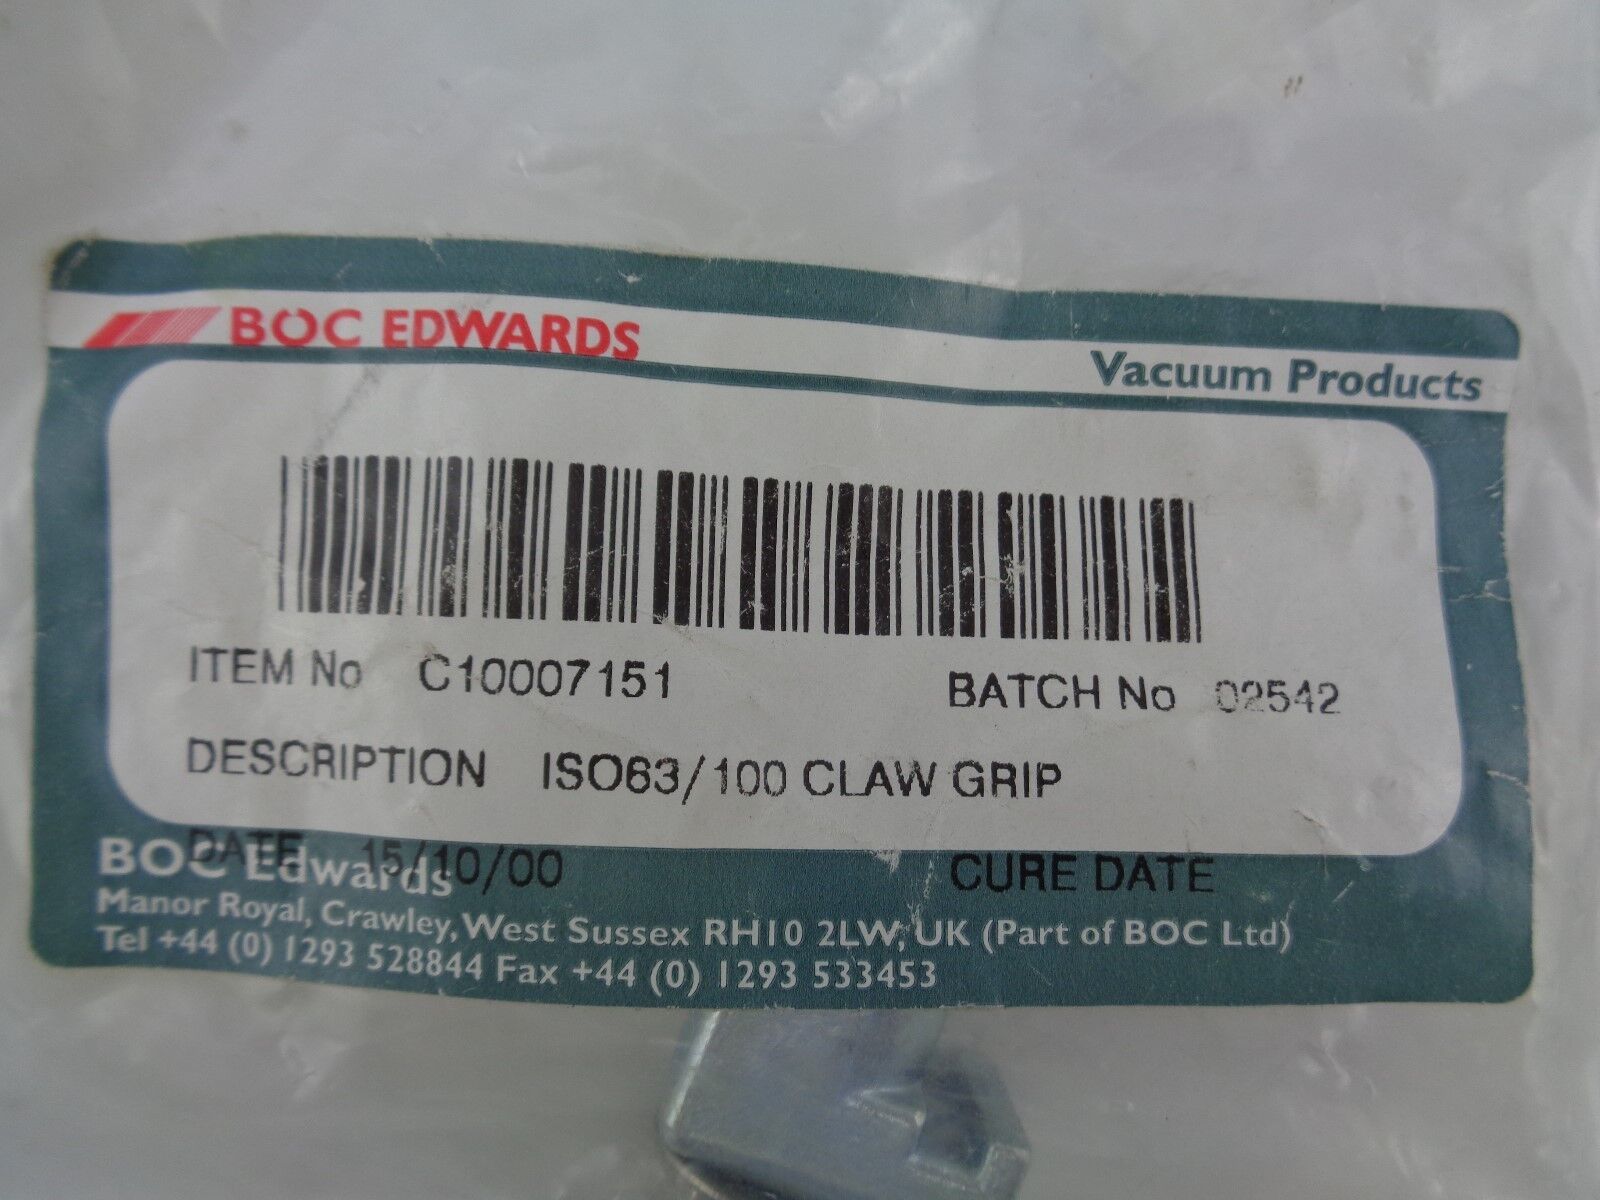 BOC EDWARDS
Vacuum Products
ITEM No C10007151 BATCH No 02542
DESCRIPTION ISO63/100 CLAW GRIP
DATE 15/10/00 CURE DATE
BOC Edwards
Manor Royal, Crawley, West Sussex RH10 2LW, UK (Part of BOC Ltd)
Tel +44 (0) 1293 528844 Fax +44 (0) 1293 533453